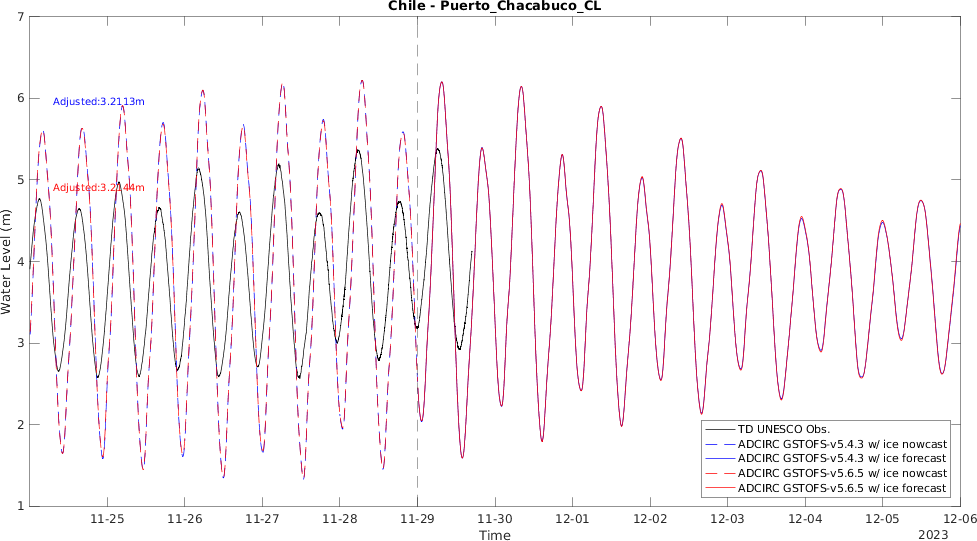 Chile - Puerto_Chacabuco_CL
7
6
5
4
3
2
1
Water Level (m)
Adjusted:3.2113m
Adjusted:3.2144m
TD UNESCO Obs.
ADCIRC GSTOFS-v5.4.3 w/ ice nowcast
ADCIRC GSTOFS-v5.4.3 w/ ice forecast
ADCIRC GSTOFS-v5.6.5 w/ ice nowcast
ADCIRC GSTOFS-v5.6.5 w/ ice forecast
11-25 11-26 11-27 11-28 11-29 11-30 12-01 12-02 12-03 12-04 12-05 12-06
Time
2023